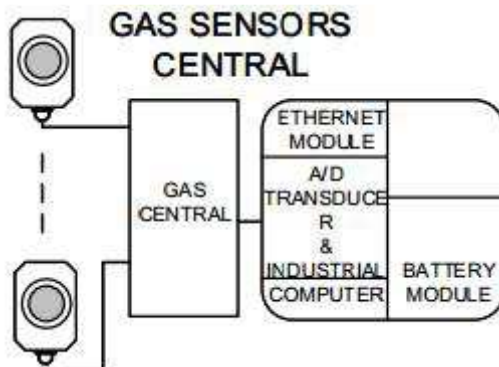 GAS SENSORS
CENTRAL
GAS
CENTRAL
ETHERNET
MODULE
A/D
TRANSDUCE
R
&
INDUSTRIAL
COMPUTER
BATTERY
MODULE